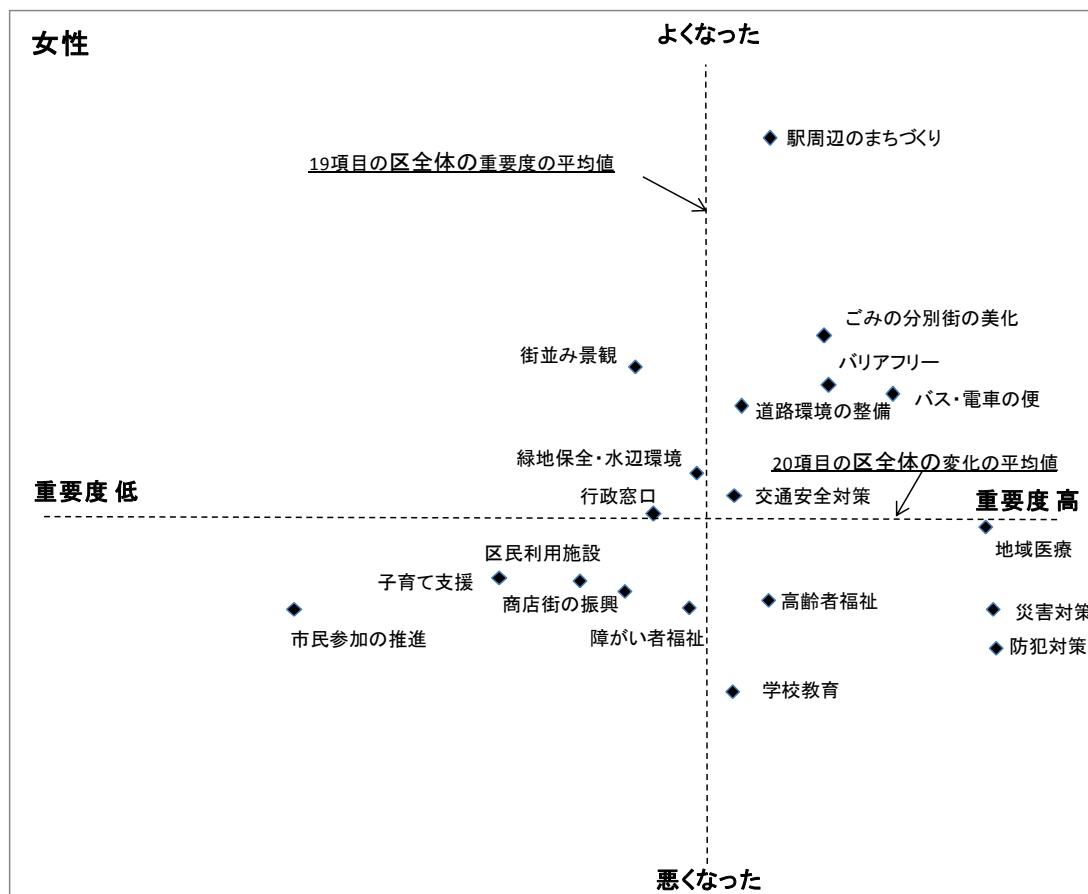 女性
よくなった
駅周辺のまちづくり
19項目の区全体の重要度の平均値
ごみの分別街の美化
街並み景観
バリアフリー
バス・電車の便
道路環境の整備
緑地保全・水辺環境
20項目の区全体の変化の平均値
重要度 低
行政窓口
交通安全対策
重要度 高
地域医療
区民利用施設
子育て支援
商店街の振興
高齢者福祉
災害対策
市民参加の推進
障がい者福祉
防犯対策
学校教育
悪くなった